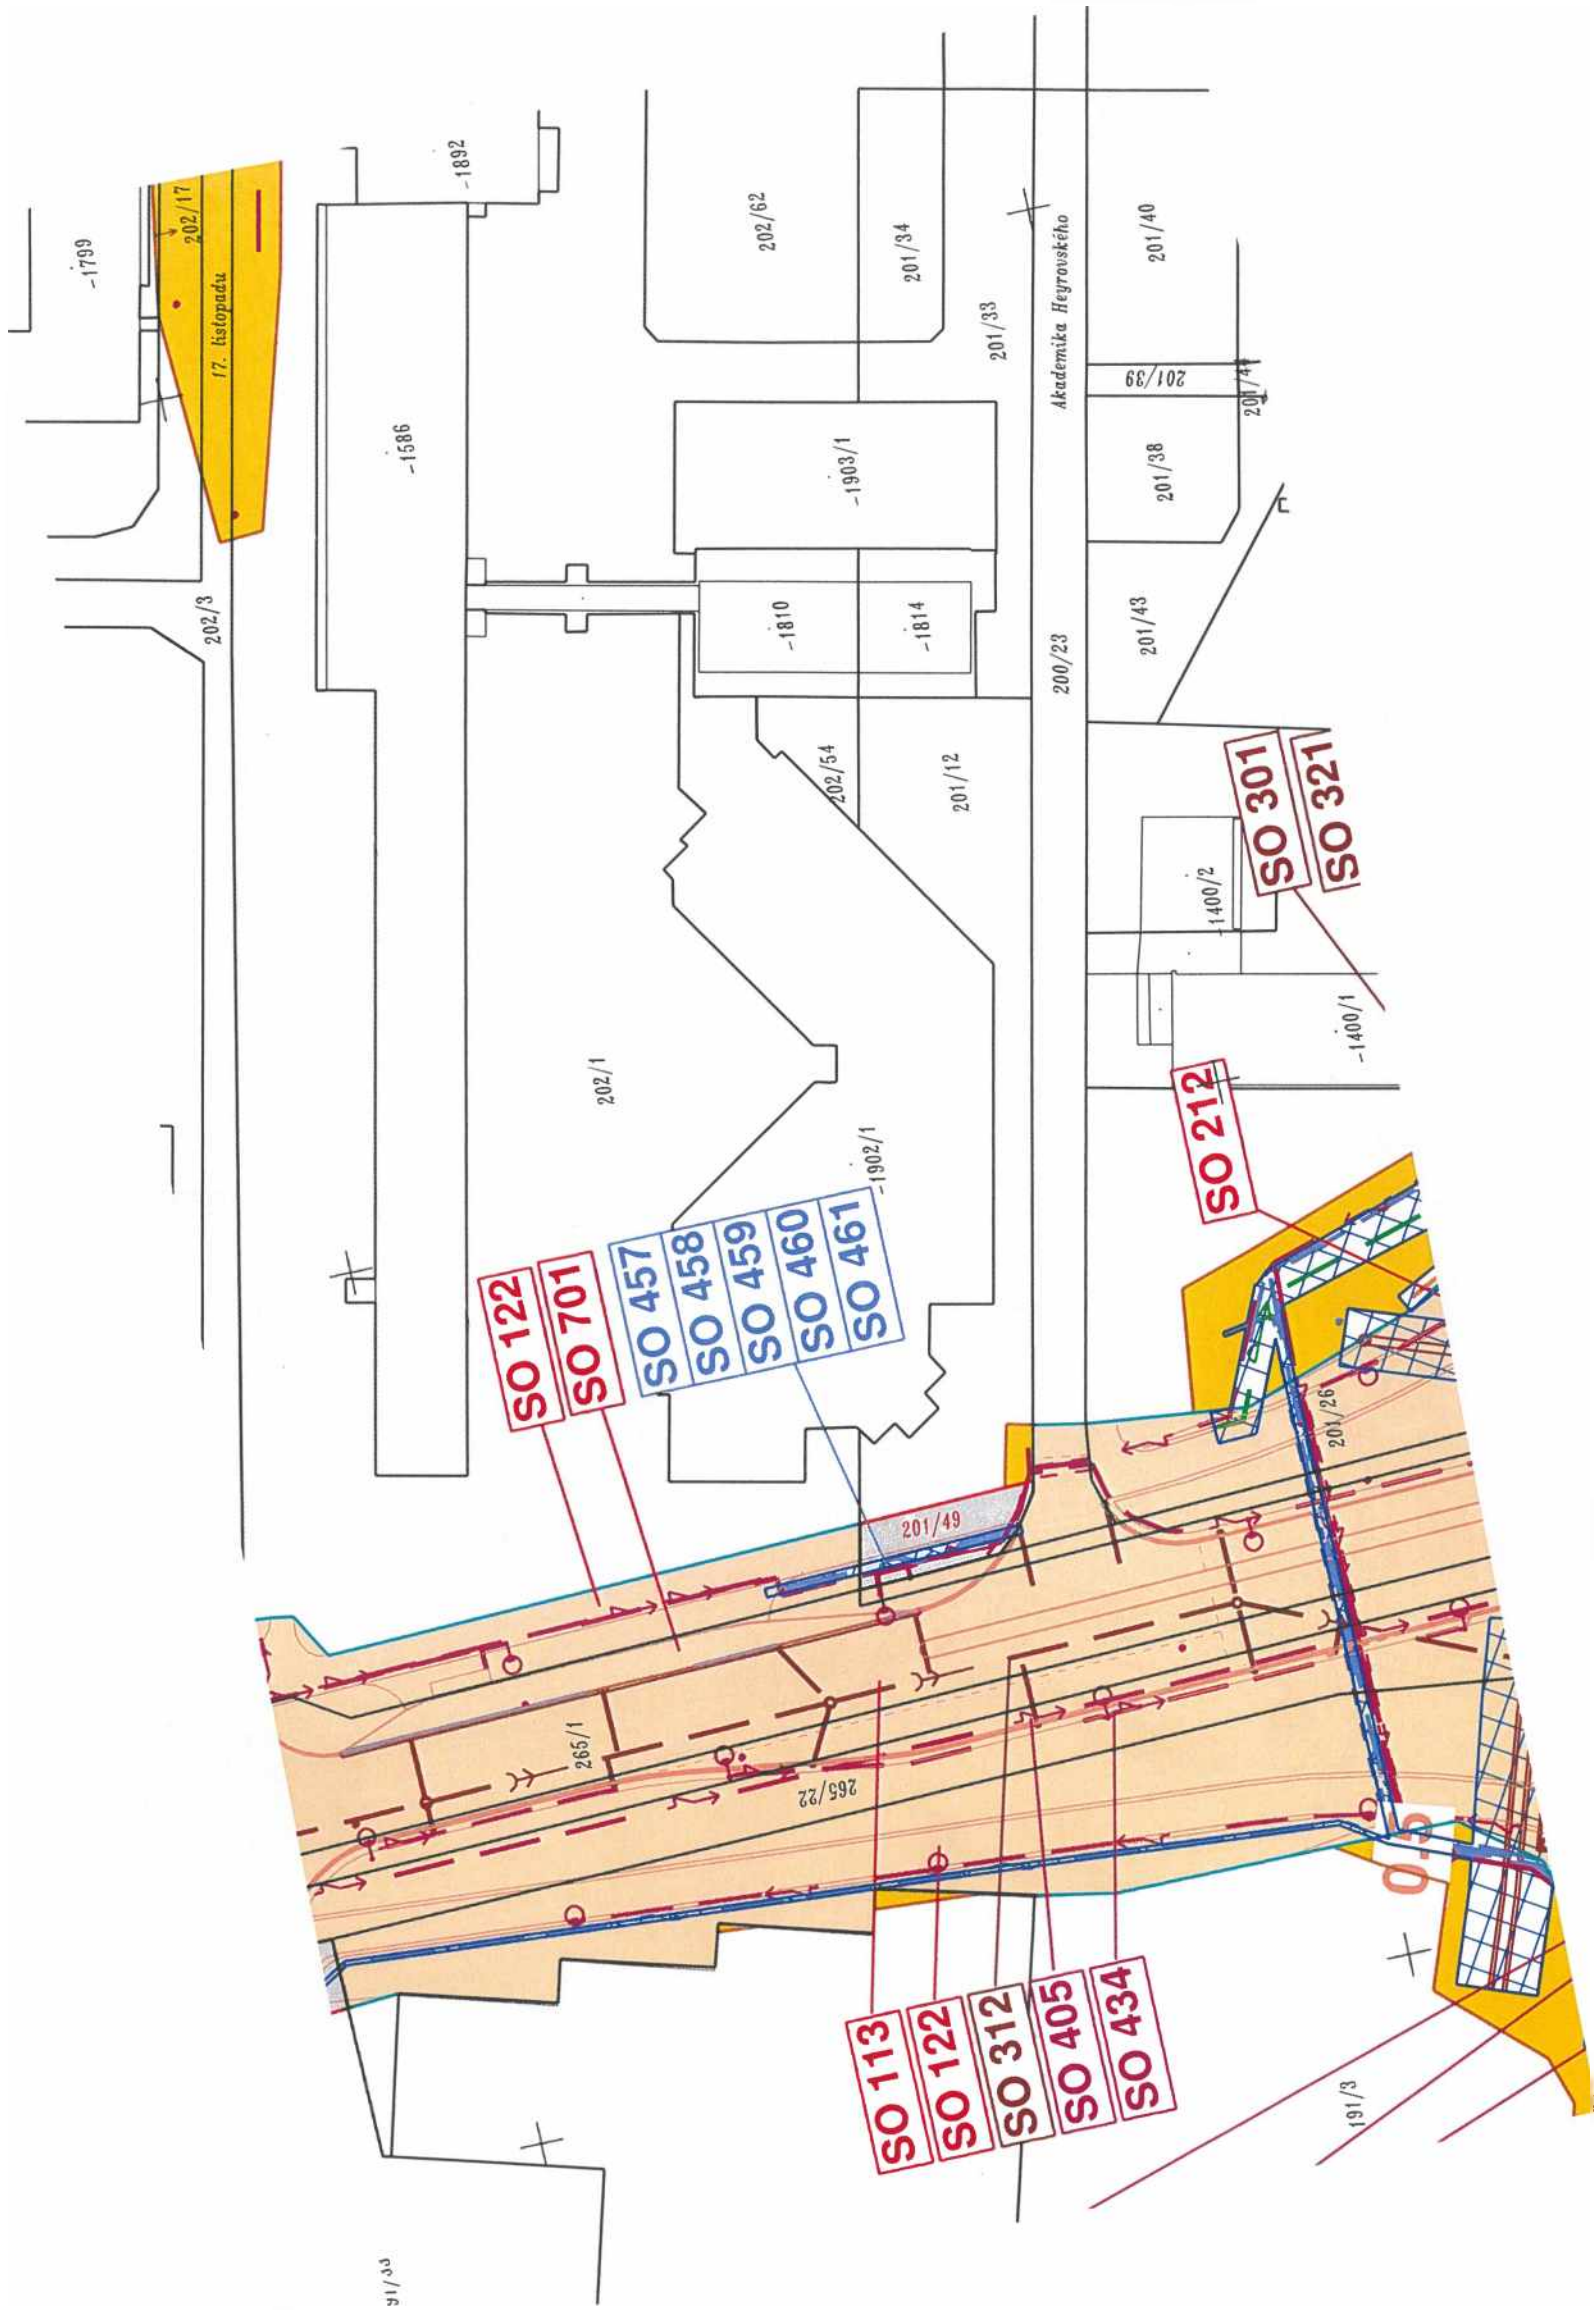 -1799
202/17
17. listopadu
-1892
202/3
-1586
202/62
201/34
201/33
Akademika Heyrovského
201/40
201/39
201/38
-1903/1
-1810
-1814
200/23
201/43
202/54
201/12
SO 301
SO 321
-1400/2
-1400/1
202/1
-1902/1
SO 212
SO 122
SO 701
SO 457
SO 458
SO 459
SO 460
SO 461
201/26
201/49
265/1
265/22
SO 113
SO 122
SO 312
SO 405
SO 434
191/3